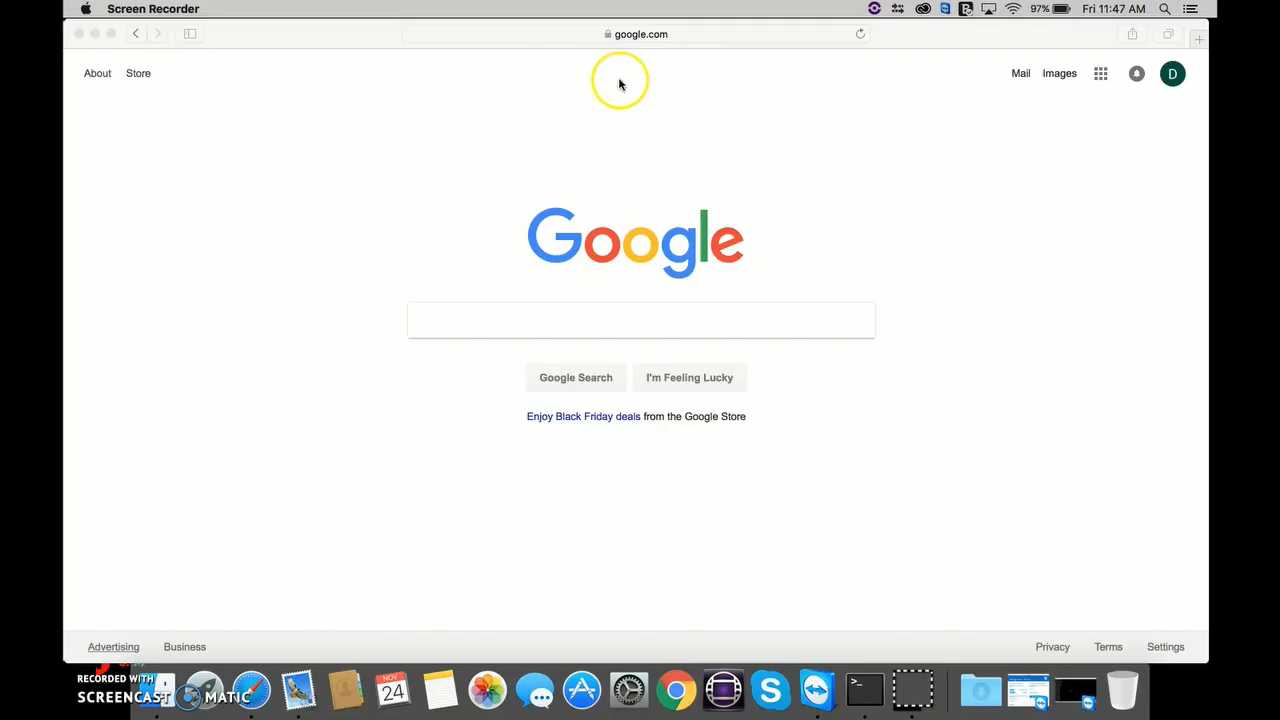 Screen Recorder
97%
Fri 11:47 AM
google.com
About
Store
Mail
Images
D
Google
Google Search
I'm Feeling Lucky
Enjoy Black Friday deals from the Google Store
Advertising
Business
Privacy
Terms
Settings
NOV
24
RECORDED WITH
SCREENCAST MATIC